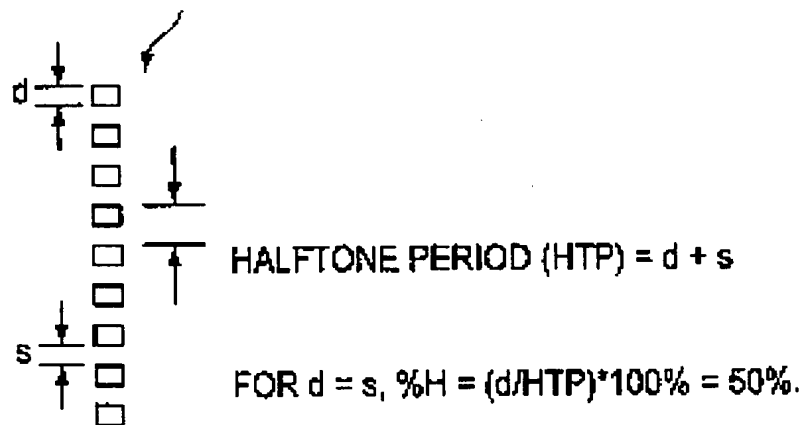 d
HALFTONE PERIOD (HTP) = d + s
s
FOR d = s, %H = (d/HTP)*100% = 50%.